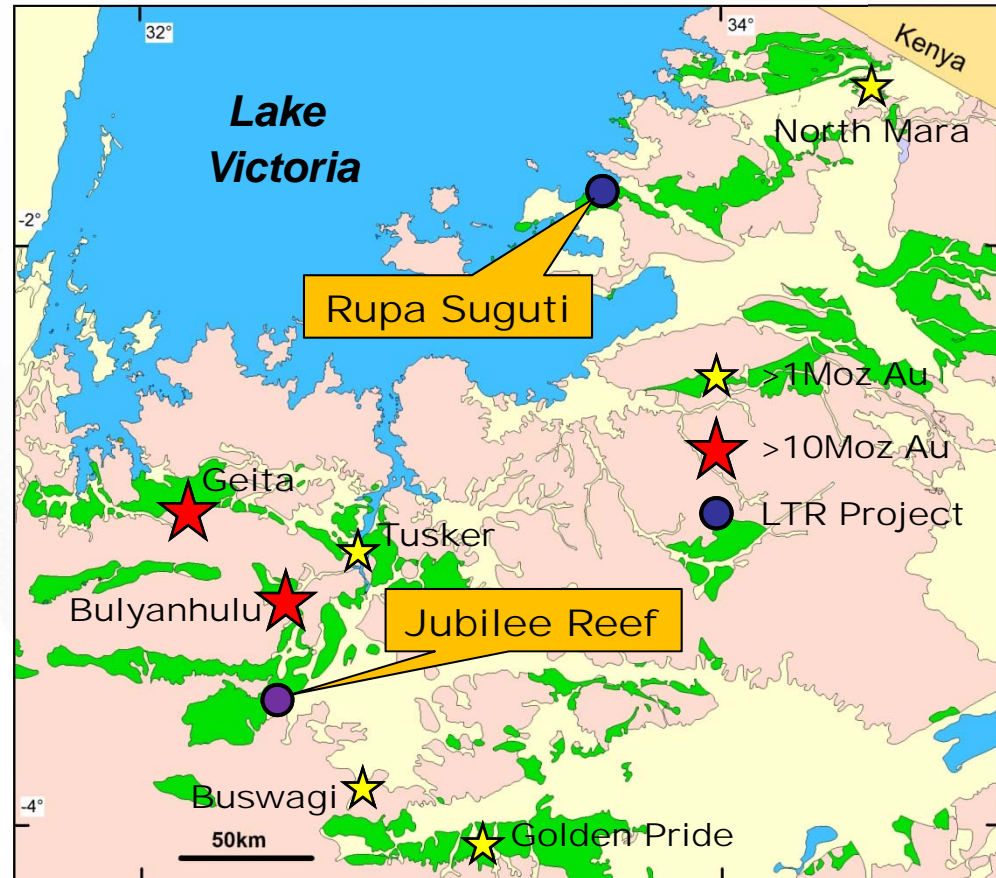 32°
34°
Kenya
Lake
Victoria
North Mara
-2°
Rupa Suguti
>1Moz Au
>10Moz Au
Geita
LTR Project
Tusker
Bulyanhulu
Jubilee Reef
Buswagi
-4°
50km
Golden Pride